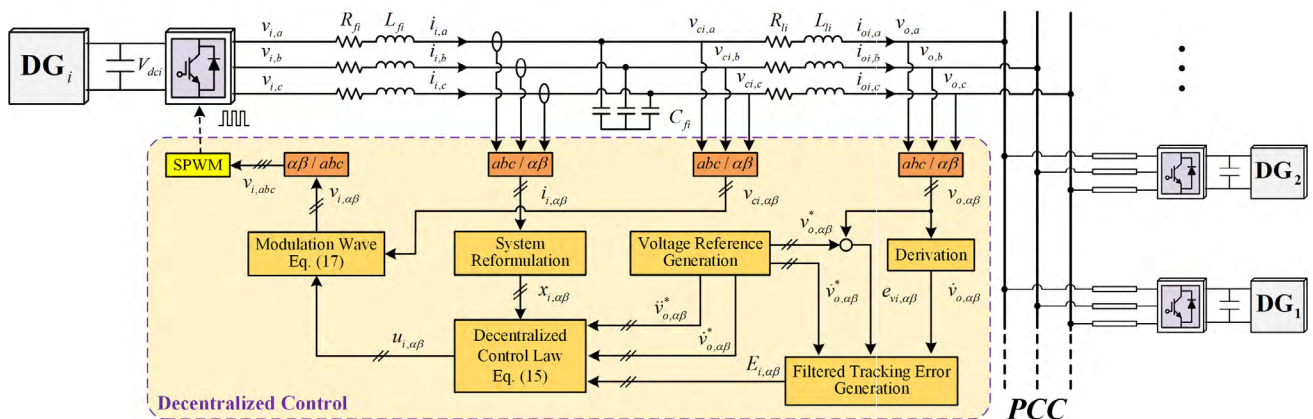 DG_i
V_dci
v_i,a
v_i,b
v_i,c
R_fi
L_fi
i_i,a
i_i,b
i_i,c
C_fi
v_ci,a
v_ci,b
v_ci,c
R_li
L_li
i_oi,a
i_oi,b
i_oi,c
v_o,a
v_o,b
v_o,c
SPWM
αβ / abc
abc / αβ
abc / αβ
abc / αβ
v_i,abc
v_i,αβ
i_i,αβ
v_ci,αβ
v_o,αβ
v*_o,αβ
Modulation Wave
Eq. (17)
System
Reformulation
Voltage Reference
Generation
Derivation
x_i,αβ
v̈*_o,αβ
v̇*_o,αβ
v̇*_o,αβ
e_vi,αβ
v̇_o,αβ
u_i,αβ
Decentralized
Control Law
Eq. (15)
E_i,αβ
Filtered Tracking Error
Generation
Decentralized Control
DG_2
DG_1
PCC